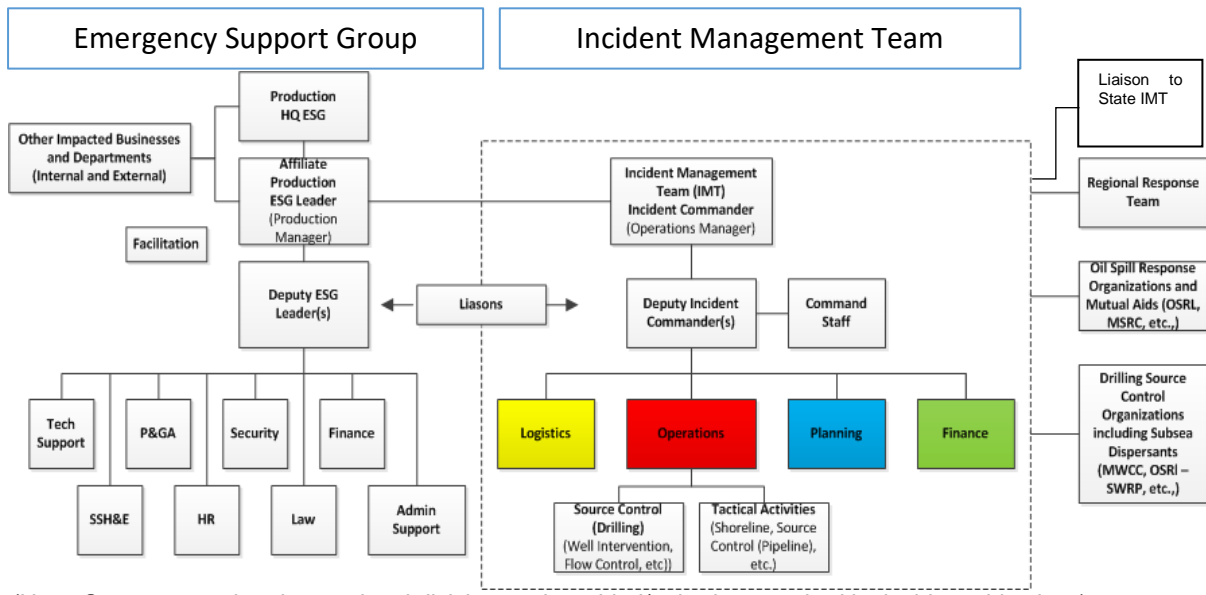 Emergency Support Group
Incident Management Team
Production
HQ ESG
Other Impacted Businesses
and Departments
(Internal and External)
Affiliate
Production
ESG Leader
(Production
Manager)
Facilitation
Deputy ESG
Leader(s)
Liasons
Tech
Support
P&GA
Security
Finance
SSH&E
HR
Law
Admin
Support
Incident Management
Team (IMT)
Incident Commander
(Operations Manager)
Deputy Incident
Commander(s)
Command
Staff
Logistics
Operations
Planning
Finance
Source Control
(Drilling)
(Well Intervention,
Flow Control, etc))
Tactical Activities
(Shoreline, Source
Control (Pipeline),
etc.)
Liaison to
State IMT
Regional Response
Team
Oil Spill Response
Organizations and
Mutual Aids (OSRL,
MSRC, etc.,)
Drilling Source
Control
Organizations
including Subsea
Dispersants
(MWCC, OSRl –
SWRP, etc.,)